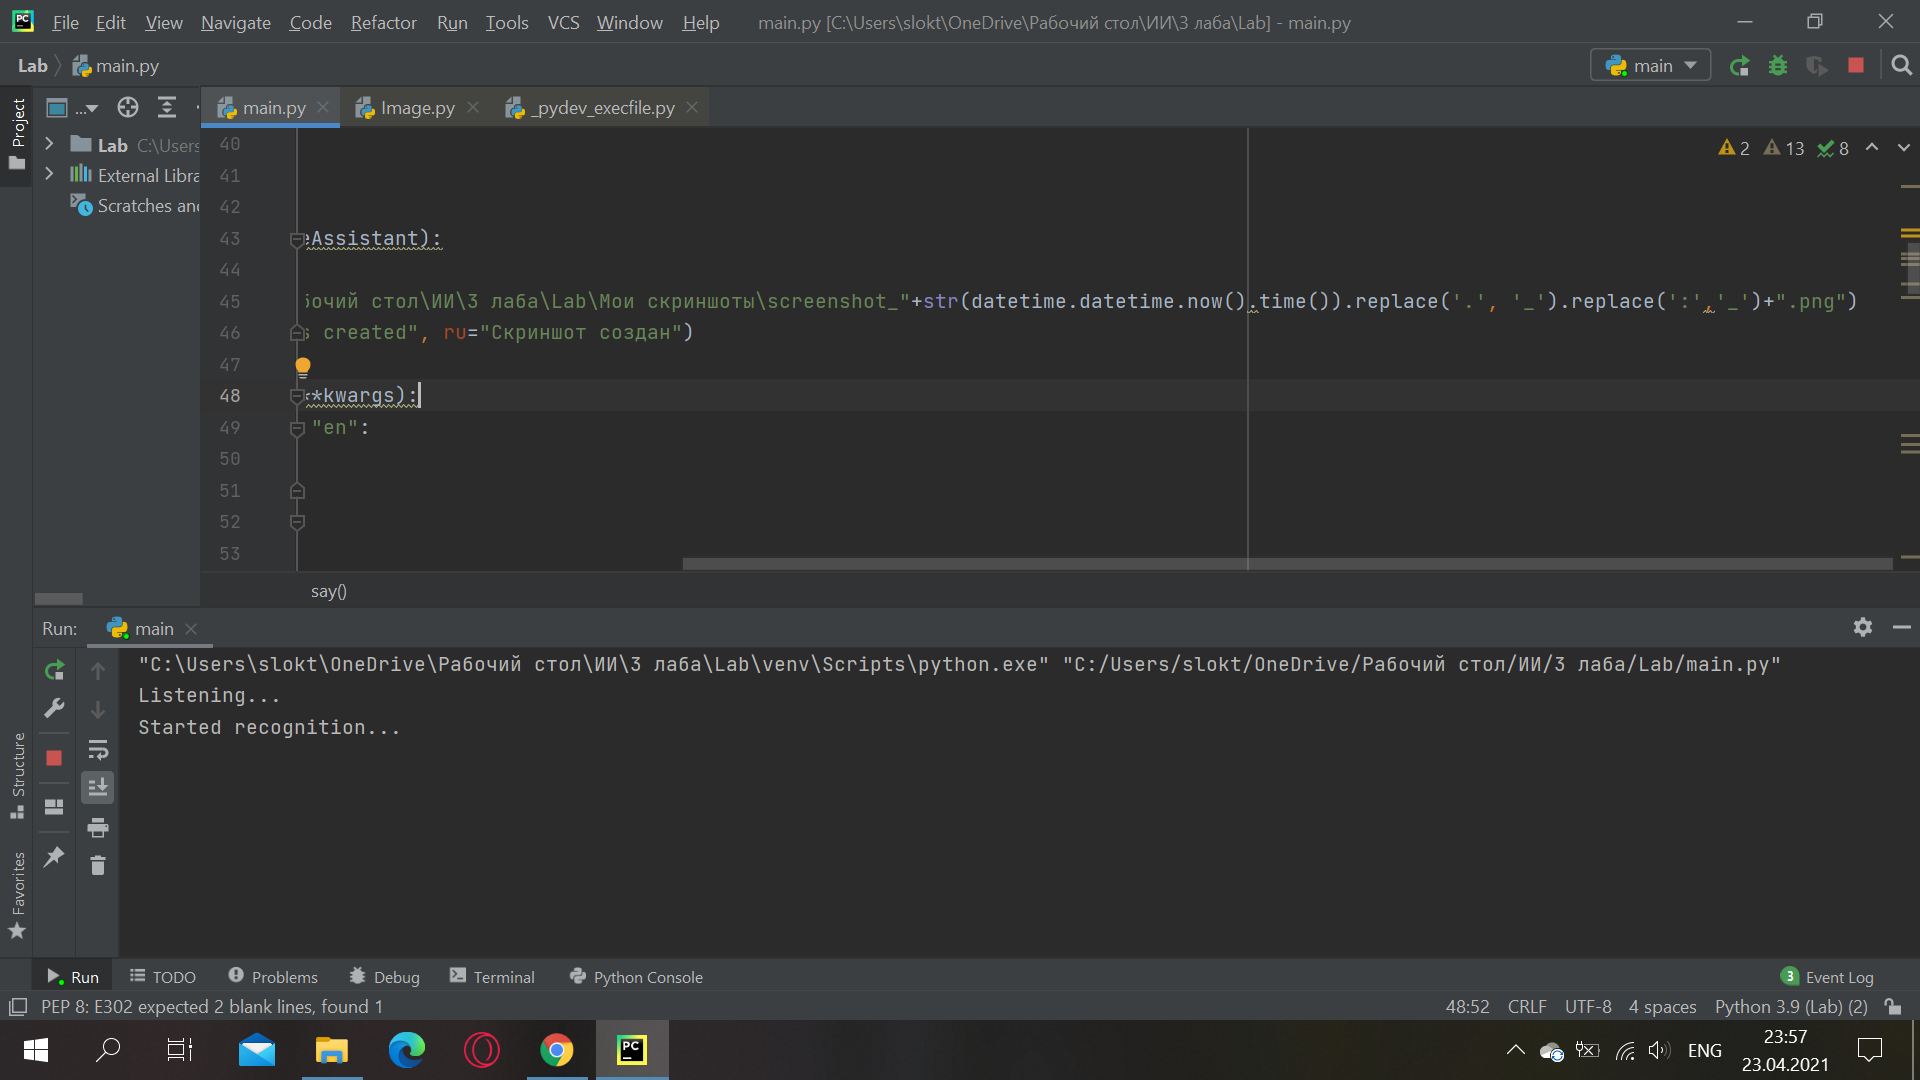 File Edit View Navigate Code Refactor Run Tools VCS Window Help main.py [C:\Users\slokt\OneDrive\Рабочий стол\ИИ\3 лаба\Lab] - main.py
Lab main.py main
Project ... main.py Image.py _pydev_execfile.py
Lab C:\Users
External Libra
Scratches and
2 13 8
40
41
42
43 eAssistant):
44
45 бочий стол\ИИ\3 лаба\Lab\Мои скриншоты\screenshot_"+str(datetime.datetime.now().time()).replace('.', '_').replace(':','_')+".png")
46 s created", ru="Скриншот создан")
47
48 **kwargs):
49 "en":
50
51
52
53
say()
Run: main
"C:\Users\slokt\OneDrive\Рабочий стол\ИИ\3 лаба\Lab\venv\Scripts\python.exe" "C:/Users/slokt/OneDrive/Рабочий стол/ИИ/3 лаба/Lab/main.py"
Listening...
Started recognition...
Structure
Favorites
Run TODO Problems Debug Terminal Python Console 3 Event Log
PEP 8: E302 expected 2 blank lines, found 1 48:52 CRLF UTF-8 4 spaces Python 3.9 (Lab) (2)
PC ENG 23:57
23.04.2021